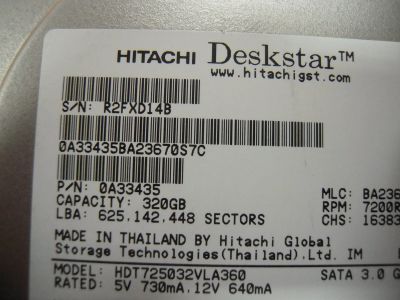 HITACHI Deskstar™
www.hitachigst.com
S/N: R2FXD14B
0A33435BA23670S7C
P/N: 0A33435
CAPACITY: 320GB MLC: BA236
LBA: 625,142,448 SECTORS RPM: 7200R
CHS: 16383
MADE IN THAILAND BY Hitachi Global
Storage Technologies(Thailand).Ltd. IM
MODEL: HDT725032VLA360 SATA 3.0 G
RATED: 5V 730mA,12V 640mA